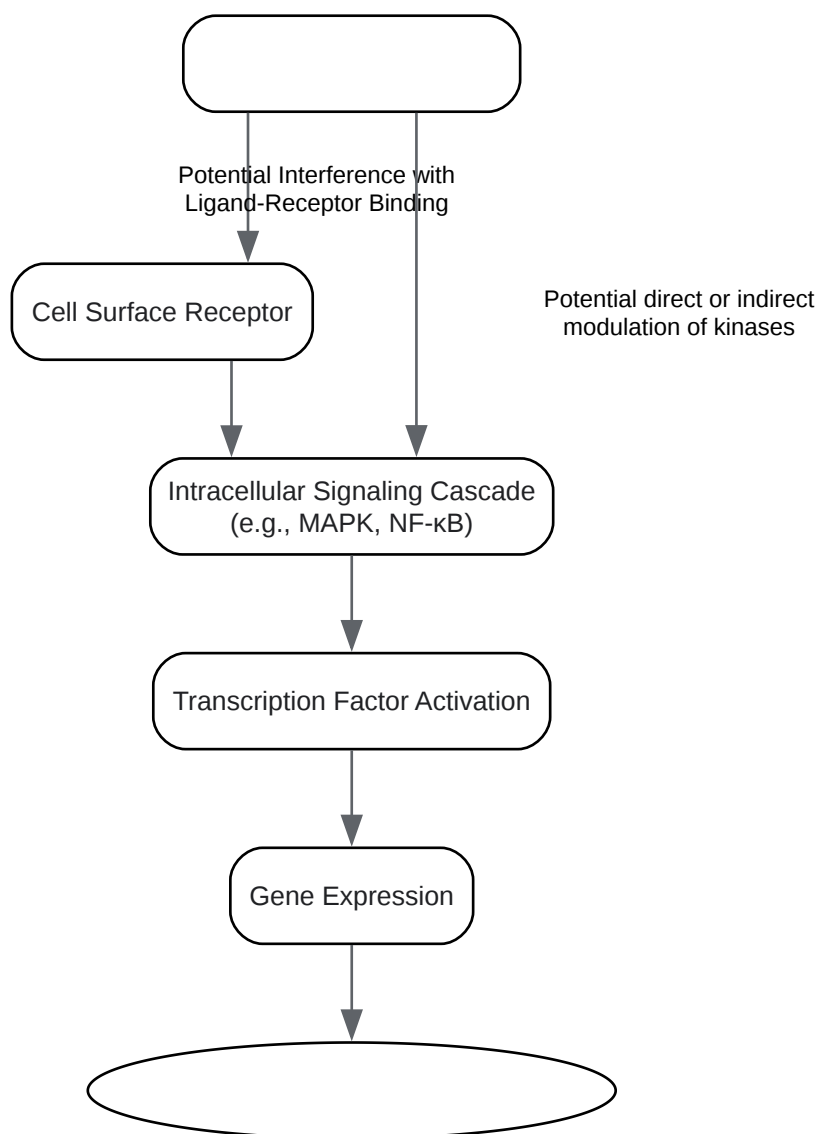 Potential Interference with
Ligand-Receptor Binding
Cell Surface Receptor
Potential direct or indirect
modulation of kinases
Intracellular Signaling Cascade
(e.g., MAPK, NF-κB)
Transcription Factor Activation
Gene Expression